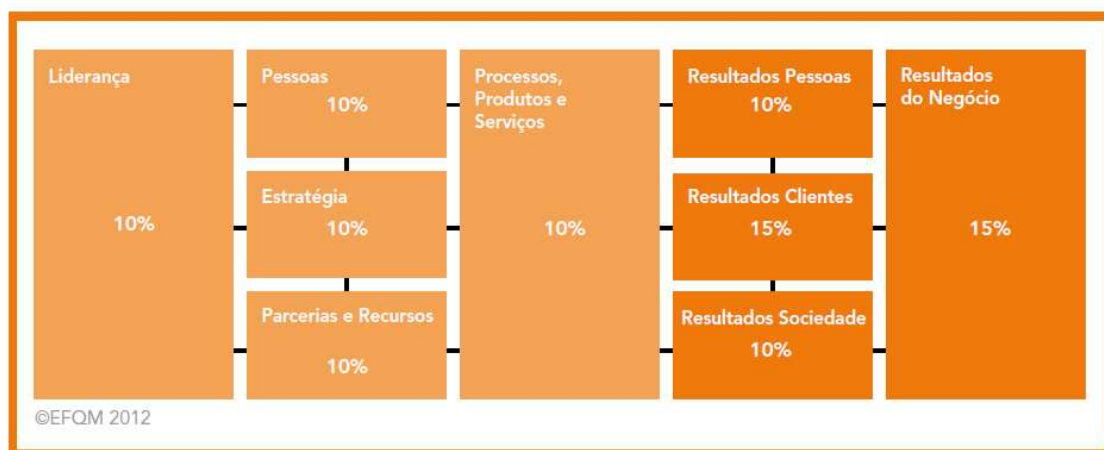 Liderança
10%
Pessoas
10%
Estratégia
10%
Parcerias e Recursos
10%
Processos,
Produtos e
Serviços
10%
Resultados Pessoas
10%
Resultados Clientes
15%
Resultados Sociedade
10%
Resultados
do Negócio
15%
©EFQM 2012